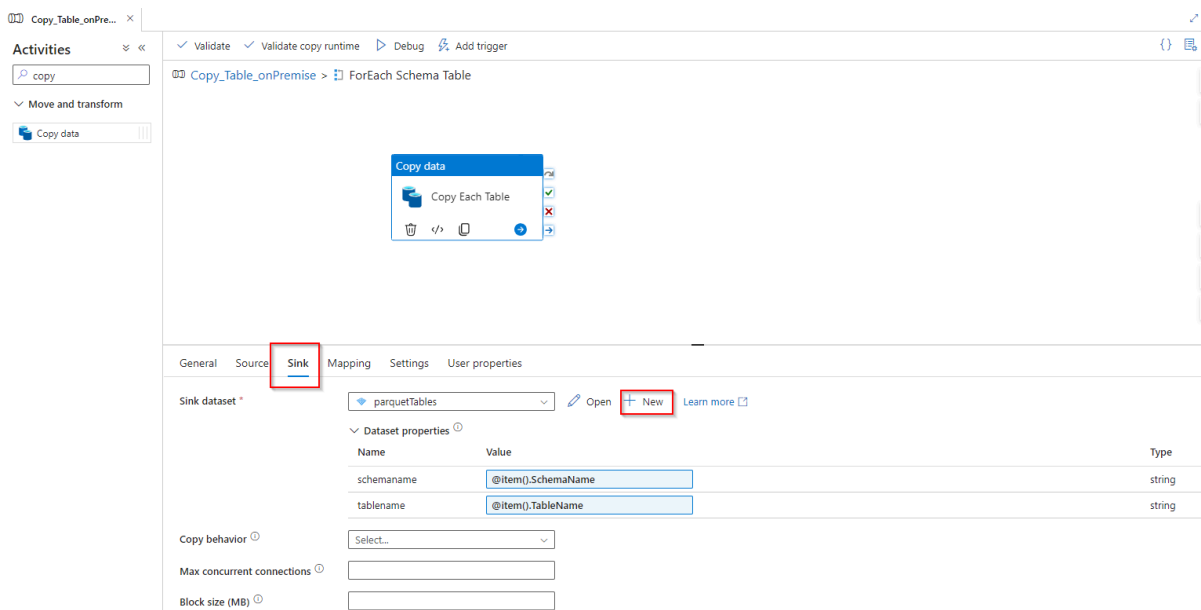 Copy_Table_onPre...
Activities
Validate Validate copy runtime Debug Add trigger
copy
Copy_Table_onPremise > ForEach Schema Table
Move and transform
Copy data
Copy data
Copy Each Table
General Source Sink Mapping Settings User properties
Sink dataset *
parquetTables Open New Learn more
Dataset properties
Name Value Type
schemaname @item().SchemaName string
tablename @item().TableName string
Copy behavior Select...
Max concurrent connections
Block size (MB)